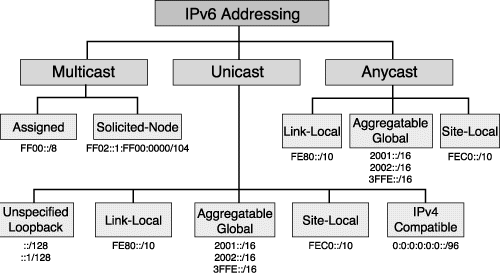 IPv6 Addressing
Multicast
Unicast
Anycast
Assigned
FF00::/8
Solicited-Node
FF02::1:FF00:0000/104
Link-Local
FE80::/10
Aggregatable
Global
2001::/16
2002::/16
3FFE::/16
Site-Local
FEC0::/10
Unspecified
Loopback
::/128
::1/128
Link-Local
FE80::/10
Aggregatable
Global
2001::/16
2002::/16
3FFE::/16
Site-Local
FEC0::/10
IPv4
Compatible
0:0:0:0:0::/96